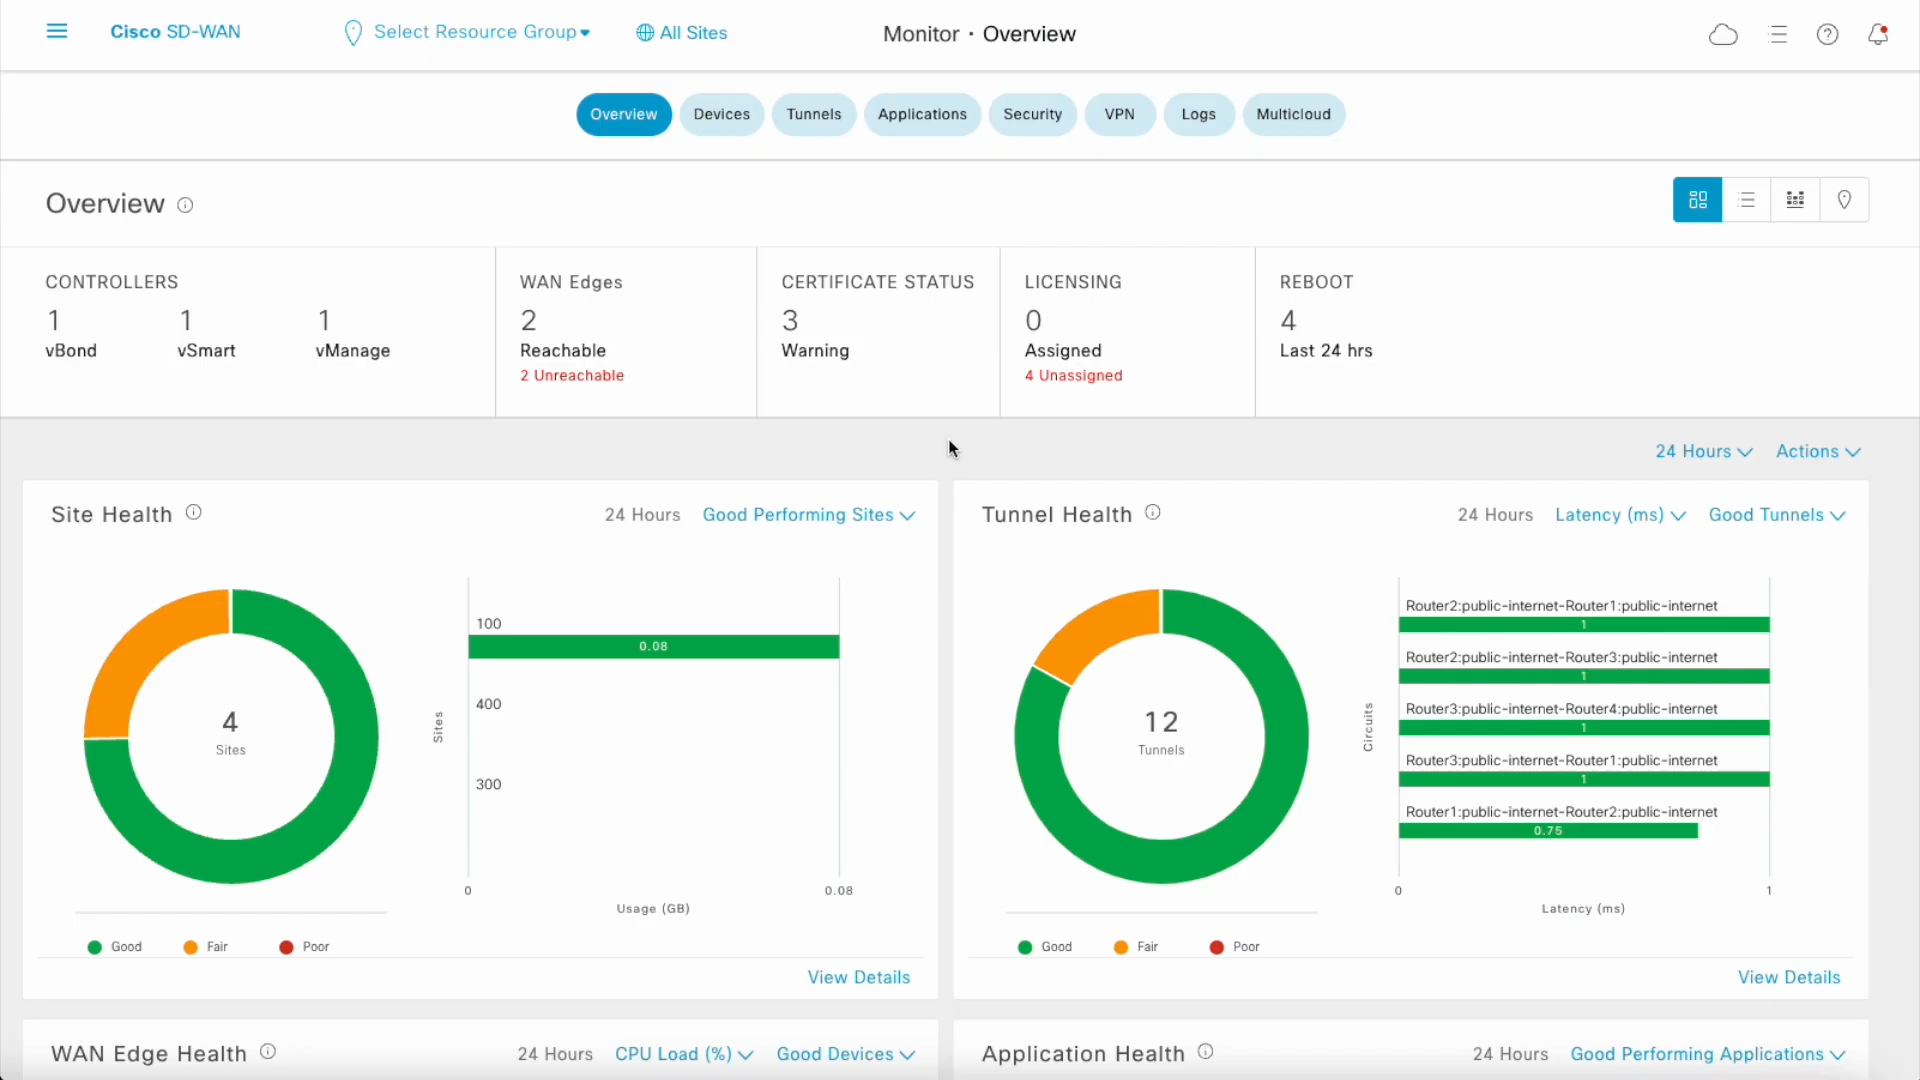 Cisco SD-WAN
Select Resource Group
All Sites
Monitor · Overview
Overview
Devices
Tunnels
Applications
Security
VPN
Logs
Multicloud
Overview
CONTROLLERS
1
vBond
1
vSmart
1
vManage
WAN Edges
2
Reachable
2 Unreachable
CERTIFICATE STATUS
3
Warning
LICENSING
0
Assigned
4 Unassigned
REBOOT
4
Last 24 hrs
24 Hours
Actions
Site Health
24 Hours
Good Performing Sites
4
Sites
Sites
100
0.08
400
300
0
0.08
Usage (GB)
Good
Fair
Poor
View Details
Tunnel Health
24 Hours
Latency (ms)
Good Tunnels
12
Tunnels
Circuits
Router2:public-internet-Router1:public-internet
1
Router2:public-internet-Router3:public-internet
1
Router3:public-internet-Router4:public-internet
1
Router3:public-internet-Router1:public-internet
1
Router1:public-internet-Router2:public-internet
0.75
0
1
Latency (ms)
Good
Fair
Poor
View Details
WAN Edge Health
24 Hours
CPU Load (%)
Good Devices
Application Health
24 Hours
Good Performing Applications